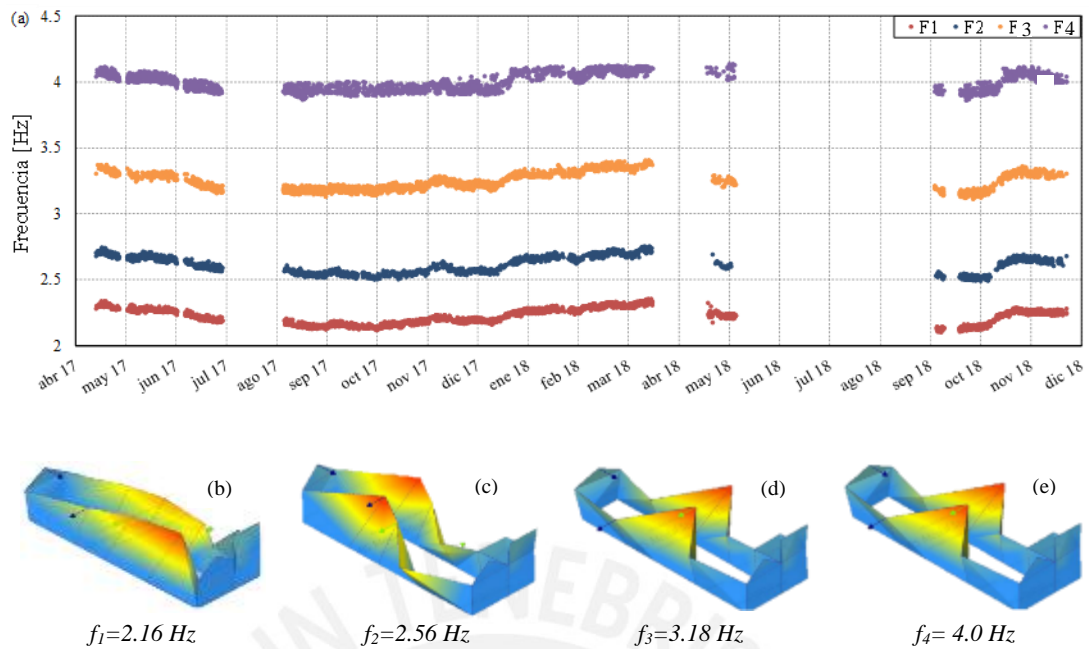 (a)
4.5
4
3.5
3
2.5
2
Frecuencia [Hz]
F1 F2 F3 F4
abr 17 may 17 jun 17 jul 17 ago 17 sep 17 oct 17 nov 17 dic 17 ene 18 feb 18 mar 18 abr 18 may 18 jun 18 jul 18 ago 18 sep 18 oct 18 nov 18 dic 18
(b)
(c)
(d)
(e)
f1=2.16 Hz
f2=2.56 Hz
f3=3.18 Hz
f4= 4.0 Hz
IN TENEBRI